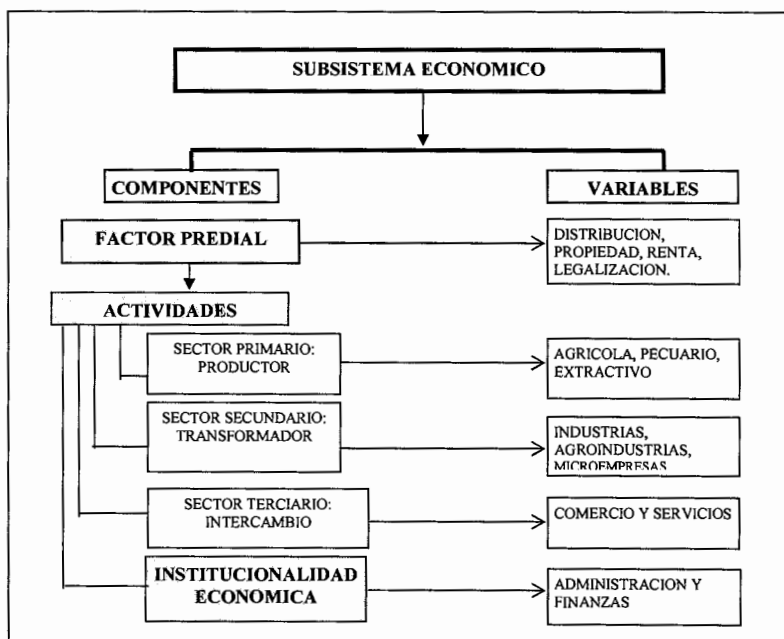 SUBSISTEMA ECONOMICO
COMPONENTES
VARIABLES
FACTOR PREDIAL
DISTRIBUCION,
PROPIEDAD, RENTA,
LEGALIZACION.
ACTIVIDADES
SECTOR PRIMARIO:
PRODUCTOR
AGRICOLA, PECUARIO,
EXTRACTIVO
SECTOR SECUNDARIO:
TRANSFORMADOR
INDUSTRIAS,
AGROINDUSTRIAS,
MICROEMPRESAS
SECTOR TERCIARIO:
INTERCAMBIO
COMERCIO Y SERVICIOS
INSTITUCIONALIDAD
ECONOMICA
ADMINISTRACION Y
FINANZAS